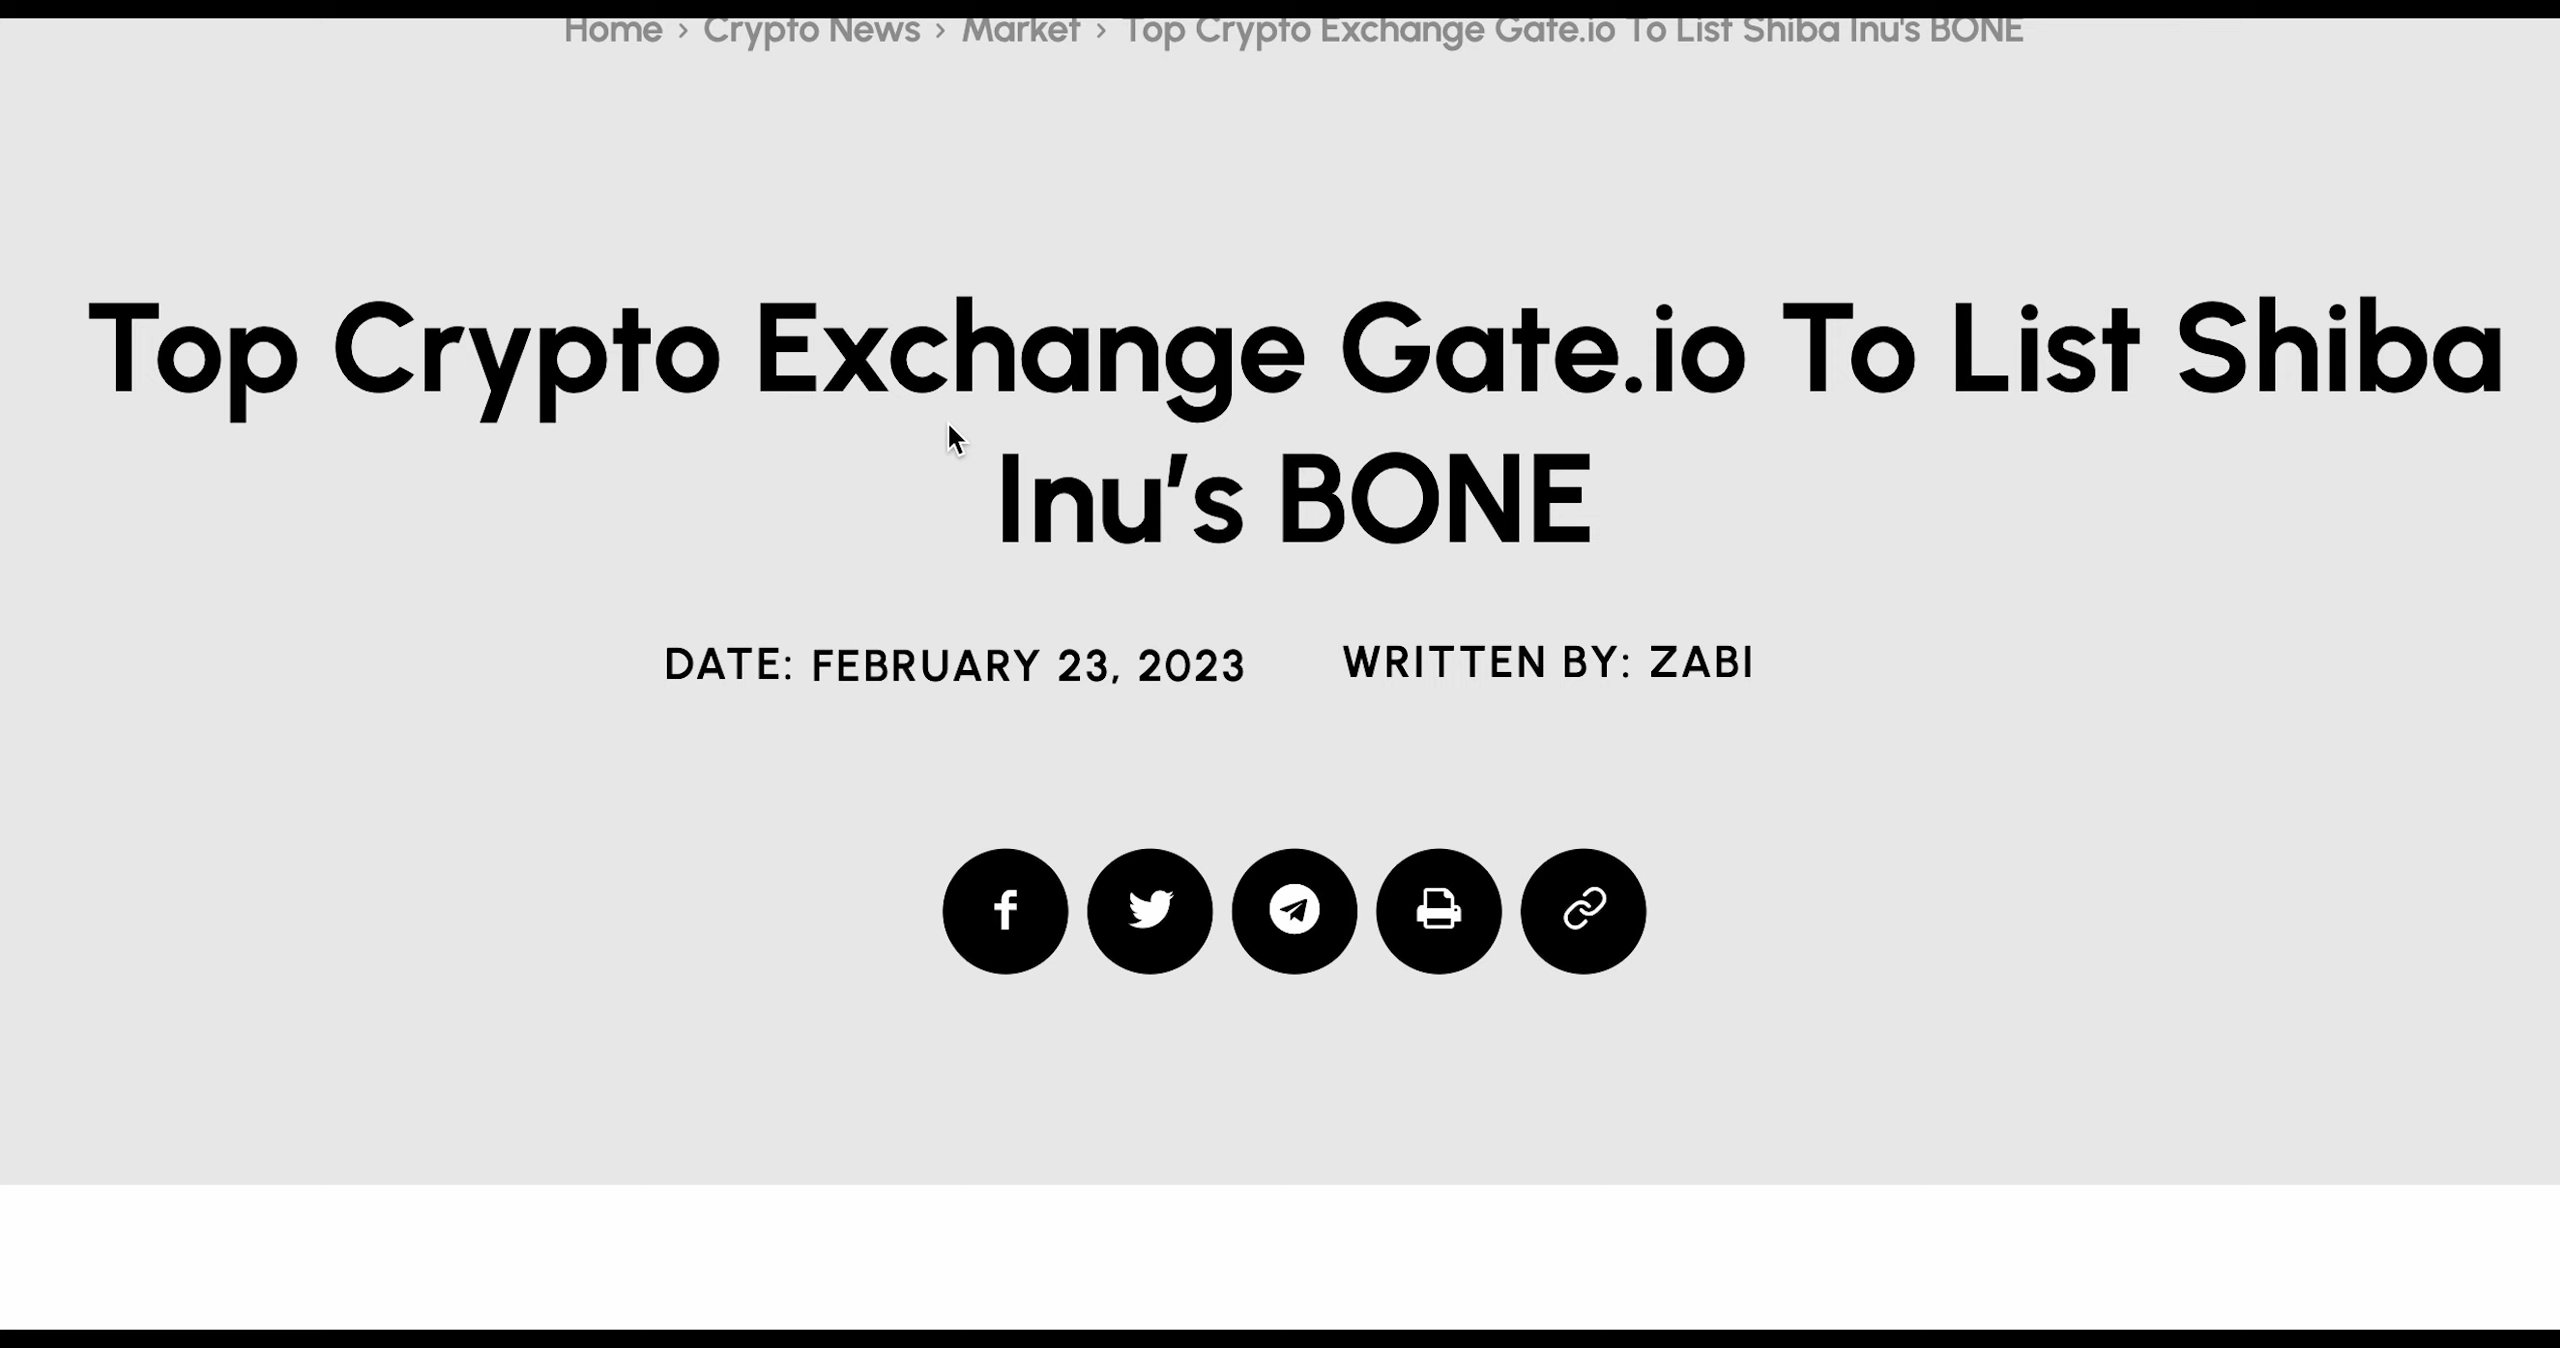 Home › Crypto News › Market › Top Crypto Exchange Gate.io To List Shiba Inu's BONE
Top Crypto Exchange Gate.io To List Shiba
Inu's BONE
DATE: FEBRUARY 23, 2023 WRITTEN BY: ZABI